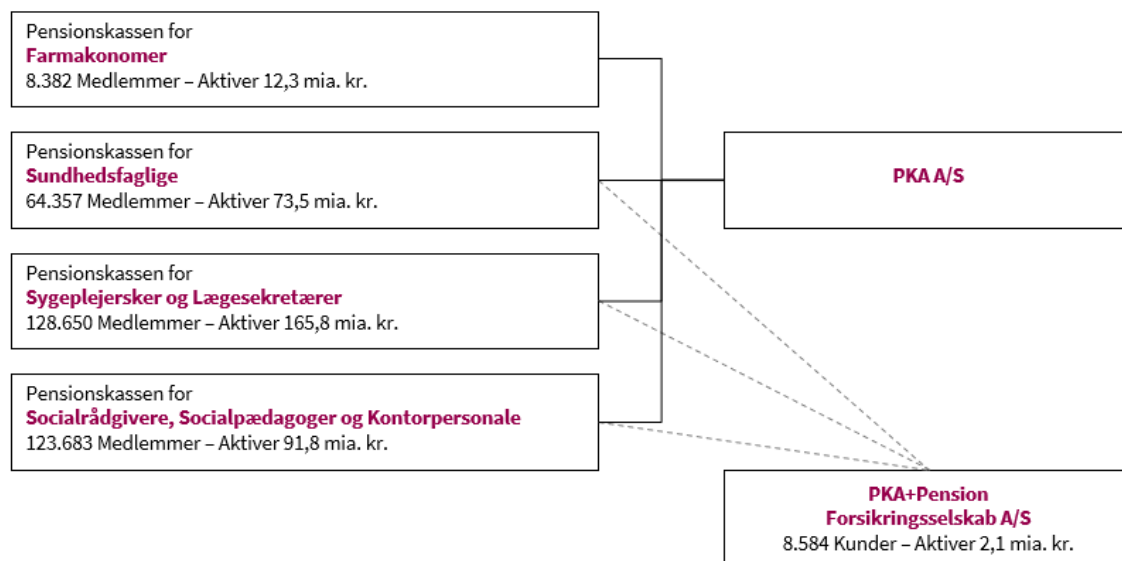 Pensionskassen for
Farmakonomer
8.382 Medlemmer – Aktiver 12,3 mia. kr.
Pensionskassen for
Sundhedsfaglige
64.357 Medlemmer – Aktiver 73,5 mia. kr.
PKA A/S
Pensionskassen for
Sygeplejersker og Lægesekretærer
128.650 Medlemmer – Aktiver 165,8 mia. kr.
Pensionskassen for
Socialrådgivere, Socialpædagoger og Kontorpersonale
123.683 Medlemmer – Aktiver 91,8 mia. kr.
PKA+Pension
Forsikringsselskab A/S
8.584 Kunder – Aktiver 2,1 mia. kr.